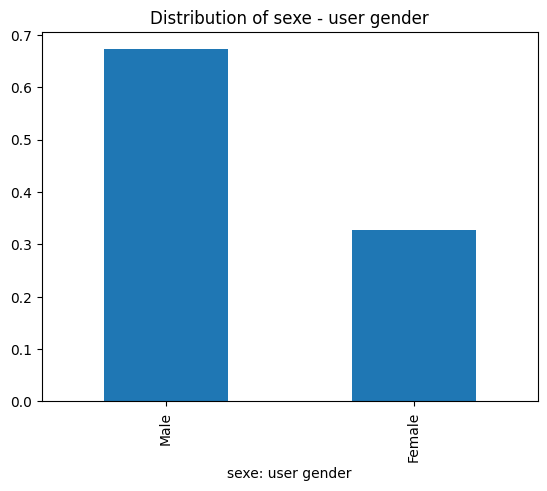 Distribution of sexe - user gender
0.7
0.6
0.5
0.4
0.3
0.2
0.1
0.0
Male
Female
sexe: user gender